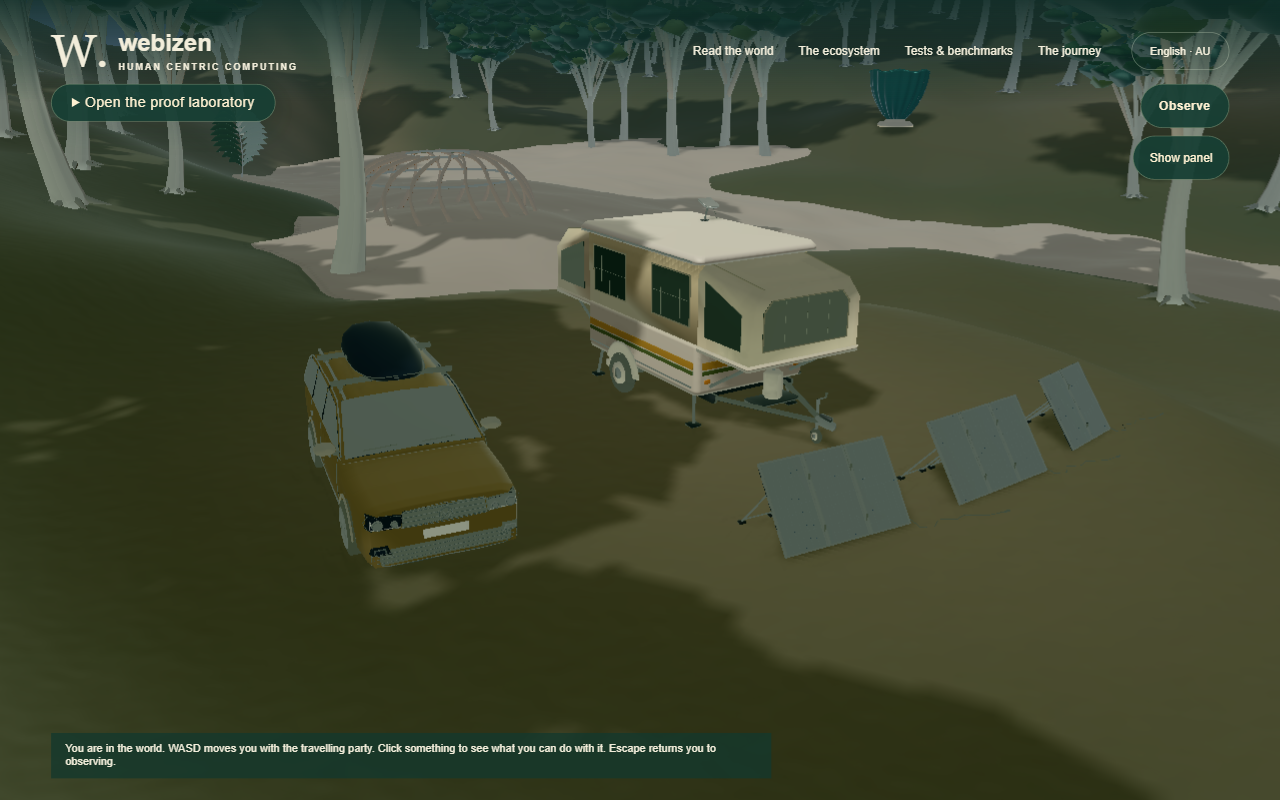 W. webizen
HUMAN CENTRIC COMPUTING
Read the world
The ecosystem
Tests & benchmarks
The journey
English · AU
Open the proof laboratory
Observe
Show panel
You are in the world. WASD moves you with the travelling party. Click something to see what you can do with it. Escape returns you to
observing.